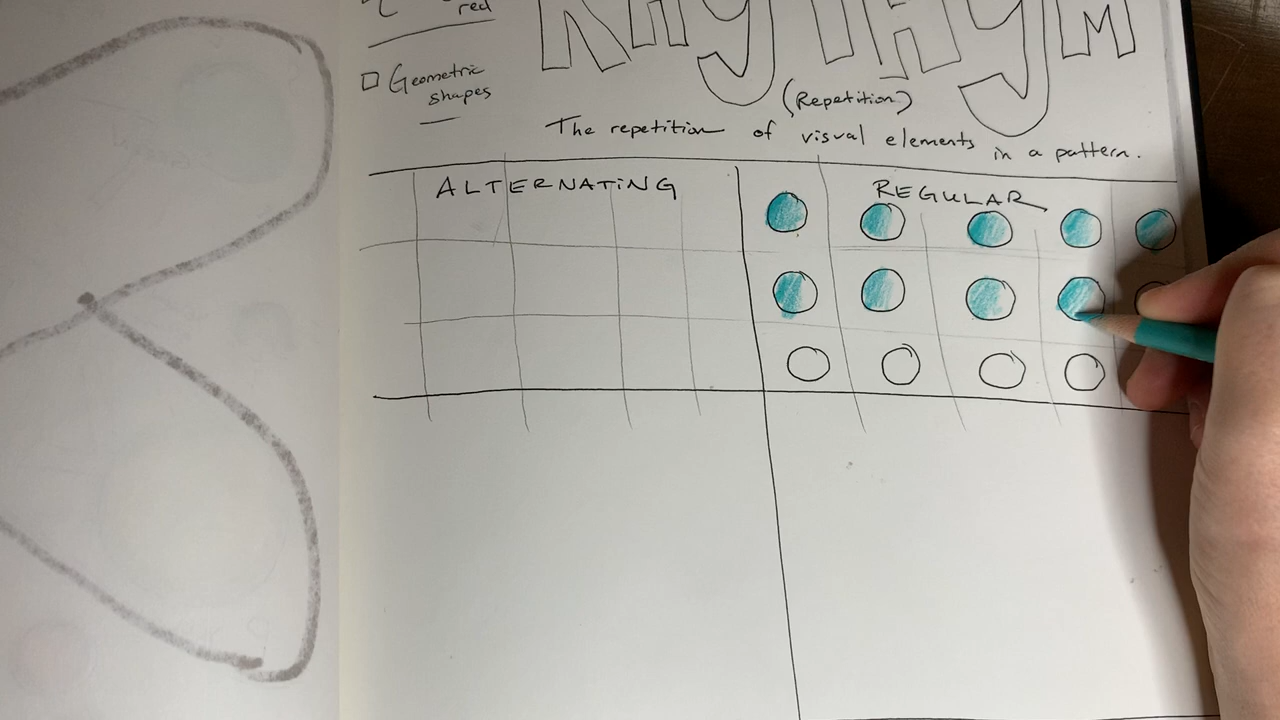 red
RHyTHyM
Geometric
shapes
(Repetition)
The repetition of visual elements in a pattern.
ALTERNATiNG
REGULAR